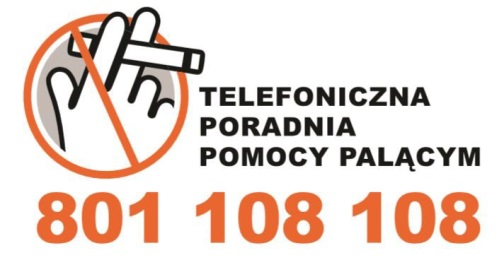 TELEFONICZNA
PORADNIA
POMOCY PALĄCYM
801 108 108